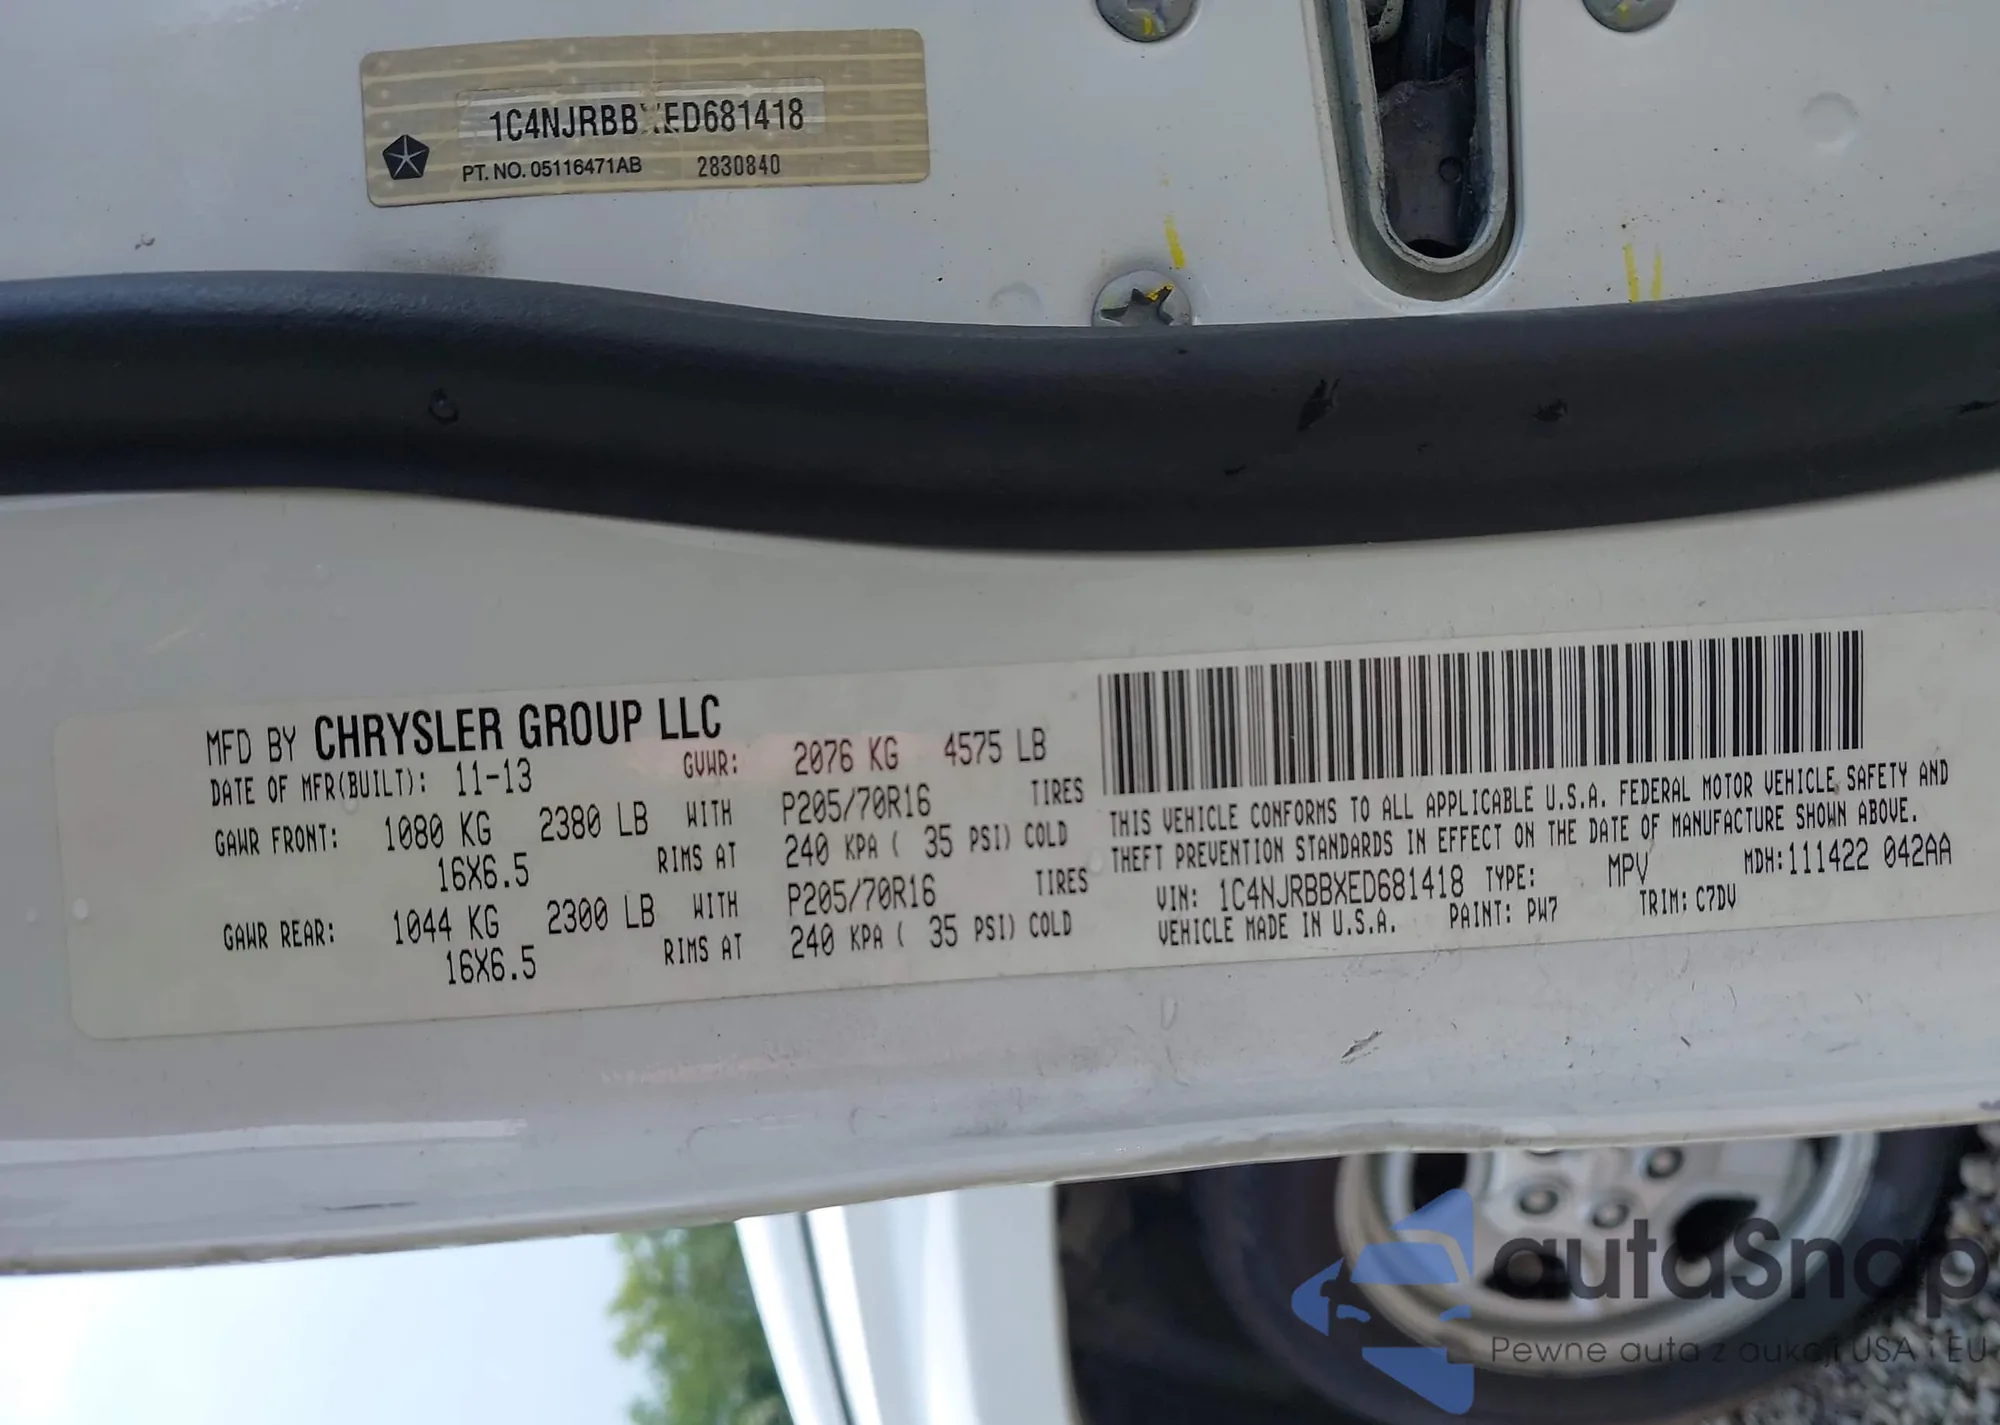 1C4NJRBBXED681418
PT. NO. 05116471AB 2830840
MFD BY CHRYSLER GROUP LLC
DATE OF MFR(BUILT): 11-13 GVWR: 2076 KG 4575 LB
GAWR FRONT: 1080 KG 2380 LB WITH P205/70R16 TIRES
16X6.5 RIMS AT 240 KPA ( 35 PSI) COLD
GAWR REAR: 1044 KG 2300 LB WITH P205/70R16 TIRES
16X6.5 RIMS AT 240 KPA ( 35 PSI) COLD
THIS VEHICLE CONFORMS TO ALL APPLICABLE U.S.A. FEDERAL MOTOR VEHICLE SAFETY AND
THEFT PREVENTION STANDARDS IN EFFECT ON THE DATE OF MANUFACTURE SHOWN ABOVE.
VIN: 1C4NJRBBXED681418 TYPE: MPV MDH:111422 042AA
VEHICLE MADE IN U.S.A. PAINT: PW7 TRIM: C7DV
autaSnap
Pewne auta z aukcji USA i EU